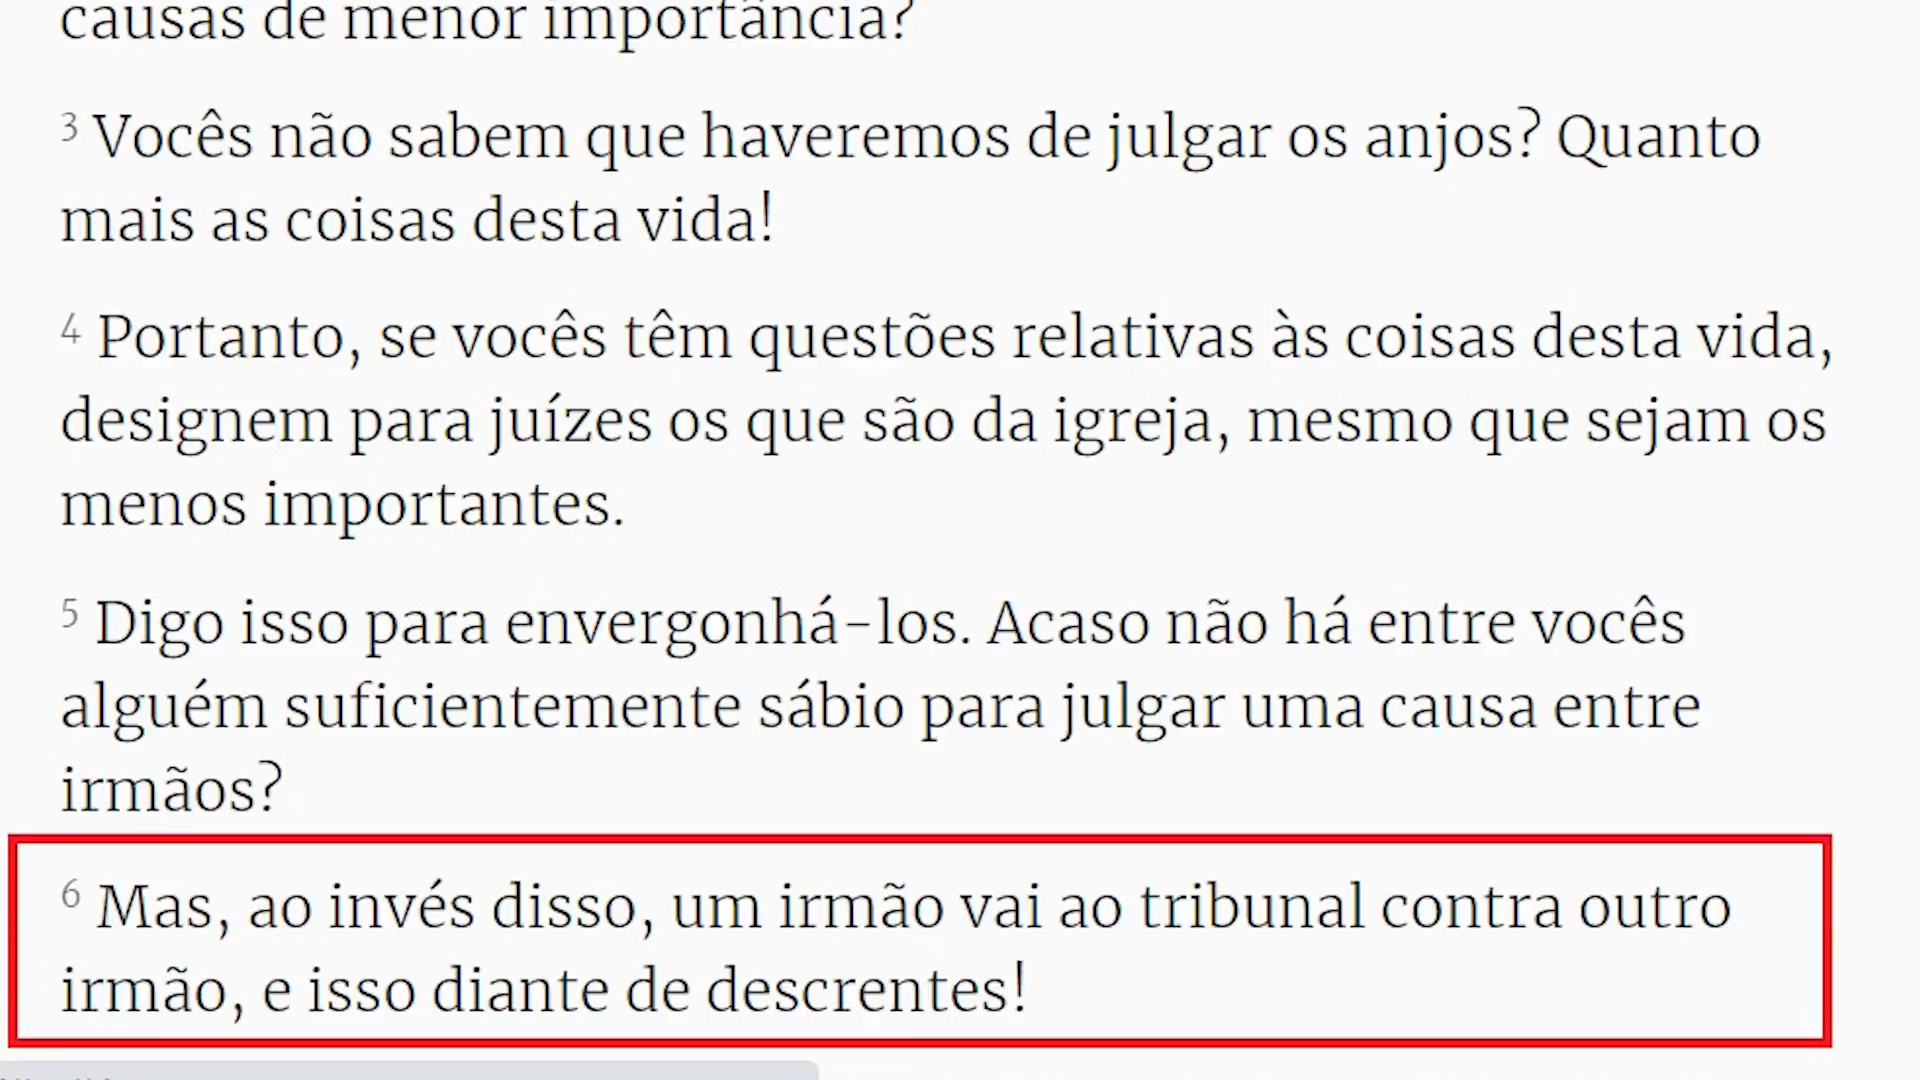 causas de menor importância?
3 Vocês não sabem que haveremos de julgar os anjos? Quanto
mais as coisas desta vida!
4 Portanto, se vocês têm questões relativas às coisas desta vida,
designem para juízes os que são da igreja, mesmo que sejam os
menos importantes.
5 Digo isso para envergonhá-los. Acaso não há entre vocês
alguém suficientemente sábio para julgar uma causa entre
irmãos?
6 Mas, ao invés disso, um irmão vai ao tribunal contra outro
irmão, e isso diante de descrentes!